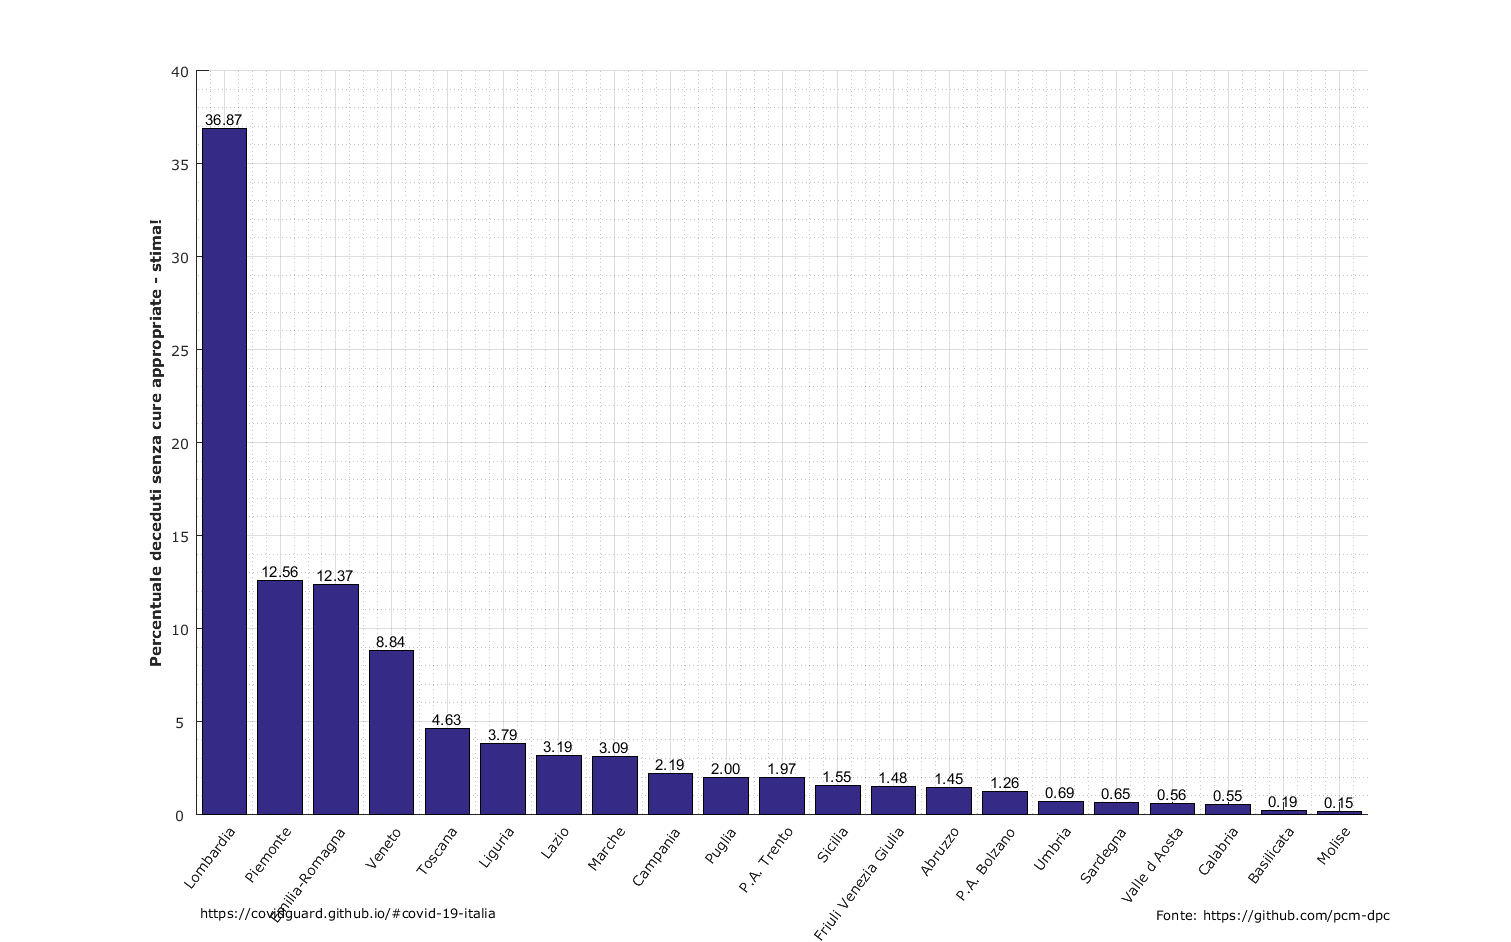 Percentuale deceduti senza cure appropriate - stima!
40
35
30
25
20
15
10
5
0
36.87
12.56
12.37
8.84
4.63
3.79
3.19
3.09
2.19
2.00
1.97
1.55
1.48
1.45
1.26
0.69
0.65
0.56
0.55
0.19
0.15
Lombardia
Piemonte
Emilia-Romagna
Veneto
Toscana
Liguria
Lazio
Marche
Campania
Puglia
P.A. Trento
Sicilia
Friuli Venezia Giulia
Abruzzo
P.A. Bolzano
Umbria
Sardegna
Valle d Aosta
Calabria
Basilicata
Molise
https://covidguard.github.io/#covid-19-italia
Fonte: https://github.com/pcm-dpc